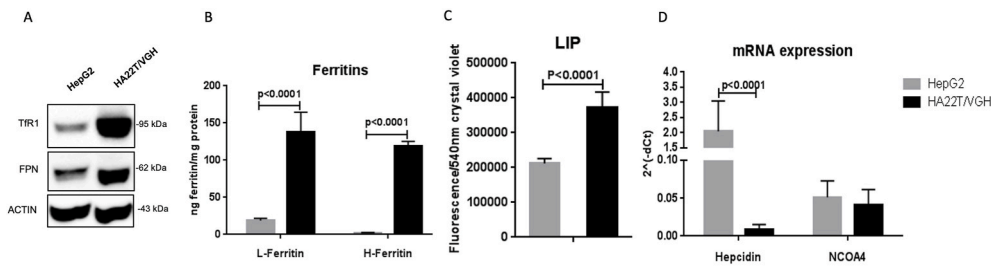 A
HepG2
HA22T/VGH
TfR1
-95 kDa
FPN
-62 kDa
ACTIN
-43 kDa
B
Ferritins
ng ferritin/mg protein
200
150
100
50
0
p<0.0001
p<0.0001
L-Ferritin
H-Ferritin
C
LIP
Fluorescence/540nm crystal violet
500000
400000
300000
200000
100000
0
P<0.0001
D
mRNA expression
2^(-dCt)
4.0
3.5
3.0
2.5
2.0
1.5
0.10
0.05
0.00
p<0.0001
Hepcidin
NCOA4
HepG2
HA22T/VGH